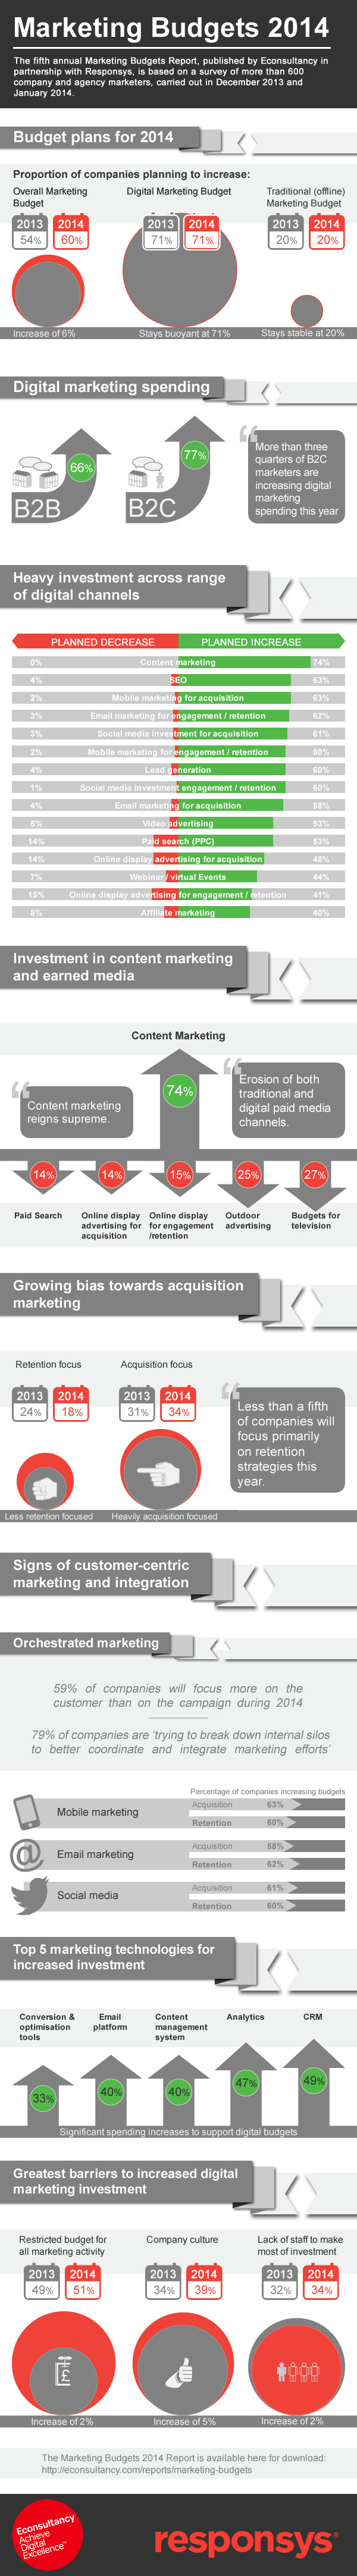 Marketing Budgets 2014
The fifth annual Marketing Budgets Report, published by Econsultancy in
partnership with Responsys, is based on a survey of more than 600
company and agency marketers, carried out in December 2013 and
January 2014.
Budget plans for 2014
Proportion of companies planning to increase:
Overall Marketing
Budget
2013 2014
54% 60%
Increase of 6%
Digital Marketing Budget
2013 2014
71% 71%
Stays buoyant at 71%
Traditional (offline)
Marketing Budget
2013 2014
20% 20%
Stays stable at 20%
Digital marketing spending
66%
B2B
77%
B2C
More than three
quarters of B2C
marketers are
increasing digital
marketing
spending this year
Heavy investment across range
of digital channels
PLANNED DECREASE PLANNED INCREASE
0% Content marketing 74%
4% SEO 63%
2% Mobile marketing for acquisition 63%
3% Email marketing for engagement / retention 62%
3% Social media investment for acquisition 61%
2% Mobile marketing for engagement / retention 60%
4% Lead generation 60%
1% Social media investment engagement / retention 60%
4% Email marketing for acquisition 58%
5% Video advertising 53%
14% Paid search (PPC) 53%
14% Online display advertising for acquisition 48%
7% Webinar / virtual Events 44%
15% Online display advertising for engagement / retention 41%
8% Affiliate marketing 40%
Investment in content marketing
and earned media
Content Marketing
74%
Content marketing
reigns supreme.
Erosion of both
traditional and
digital paid media
channels.
14% 14% 15% 25% 27%
Paid Search
Online display
advertising for
acquisition
Online display
for engagement
/retention
Outdoor
advertising
Budgets for
television
Growing bias towards acquisition
marketing
Retention focus
2013 2014
24% 18%
Less retention focused
Acquisition focus
2013 2014
31% 34%
Heavily acquisition focused
Less than a fifth
of companies will
focus primarily
on retention
strategies this
year.
Signs of customer-centric
marketing and integration
Orchestrated marketing
59% of companies will focus more on the
customer than on the campaign during 2014
79% of companies are 'trying to break down internal silos
to better coordinate and integrate marketing efforts'
Percentage of companies increasing budgets
Mobile marketing
Acquisition 63%
Retention 60%
@
Email marketing
Acquisition 58%
Retention 62%
Social media
Acquisition 61%
Retention 60%
Top 5 marketing technologies for
increased investment
Conversion &
optimisation
tools
Email
platform
Content
management
system
Analytics
CRM
33% 40% 40% 47% 49%
Significant spending increases to support digital budgets
Greatest barriers to increased digital
marketing investment
Restricted budget for
all marketing activity
2013 2014
49% 51%
£
Increase of 2%
Company culture
2013 2014
34% 39%
Increase of 5%
Lack of staff to make
most of investment
2013 2014
32% 34%
Increase of 2%
The Marketing Budgets 2014 Report is available here for download:
http://econsultancy.com/reports/marketing-budgets
Econsultancy
Achieve
Digital
Excellence™
responsys®